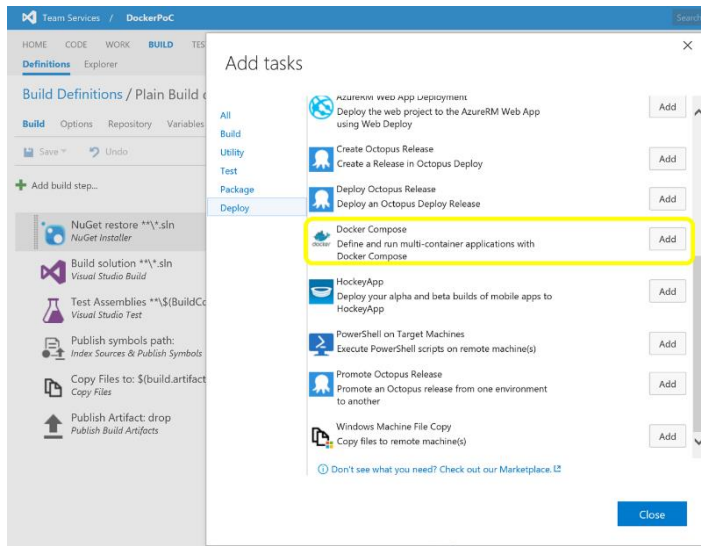 Team Services / DockerPoC
Search
HOME CODE WORK BUILD TES
Definitions Explorer
Build Definitions / Plain Build d
Build Options Repository Variables
Save Undo
Add build step...
NuGet restore **\*.sln
NuGet Installer
Build solution **\*.sln
Visual Studio Build
Test Assemblies **\$(BuildCo
Visual Studio Test
Publish symbols path:
Index Sources & Publish Symbols
Copy Files to: $(build.artifact
Copy Files
Publish Artifact: drop
Publish Build Artifacts
Add tasks
All
Build
Utility
Test
Package
Deploy
AzureRM Web App Deployment
Deploy the web project to the AzureRM Web App
using Web Deploy
Add
Create Octopus Release
Create a Release in Octopus Deploy
Add
Deploy Octopus Release
Deploy an Octopus Deploy Release
Add
docker
Docker Compose
Define and run multi-container applications with
Docker Compose
Add
HockeyApp
Deploy your alpha and beta builds of mobile apps to
HockeyApp
Add
PowerShell on Target Machines
Execute PowerShell scripts on remote machine(s)
Add
Promote Octopus Release
Promote an Octopus release from one environment
to another
Add
Windows Machine File Copy
Copy files to remote machine(s)
Add
Don't see what you need? Check out our Marketplace.
Close